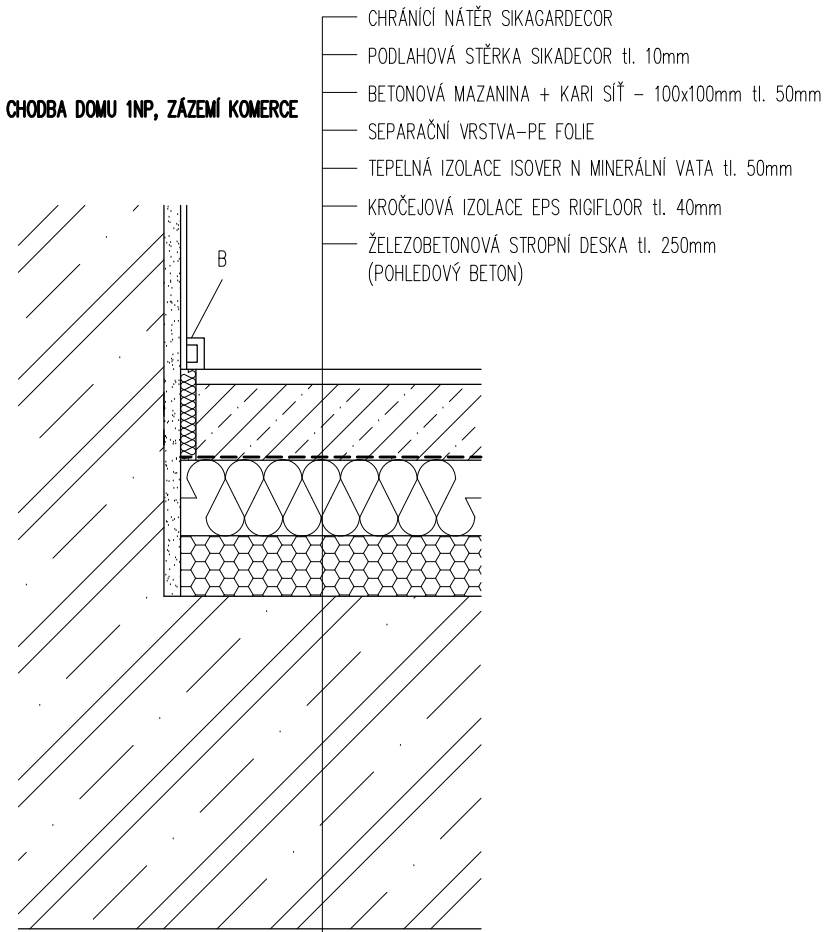 CHRÁNÍCÍ NÁTĚR SIKAGARDECOR
PODLAHOVÁ STĚRKA SIKADECOR tl. 10mm
CHODBA DOMU 1NP, ZÁZEMÍ KOMERCE
BETONOVÁ MAZANINA + KARI SÍŤ – 100x100mm tl. 50mm
SEPARAČNÍ VRSTVA–PE FOLIE
TEPELNÁ IZOLACE ISOVER N MINERÁLNÍ VATA tl. 50mm
KROČEJOVÁ IZOLACE EPS RIGIFLOOR tl. 40mm
ŽELEZOBETONOVÁ STROPNÍ DESKA tl. 250mm
(POHLEDOVÝ BETON)
B